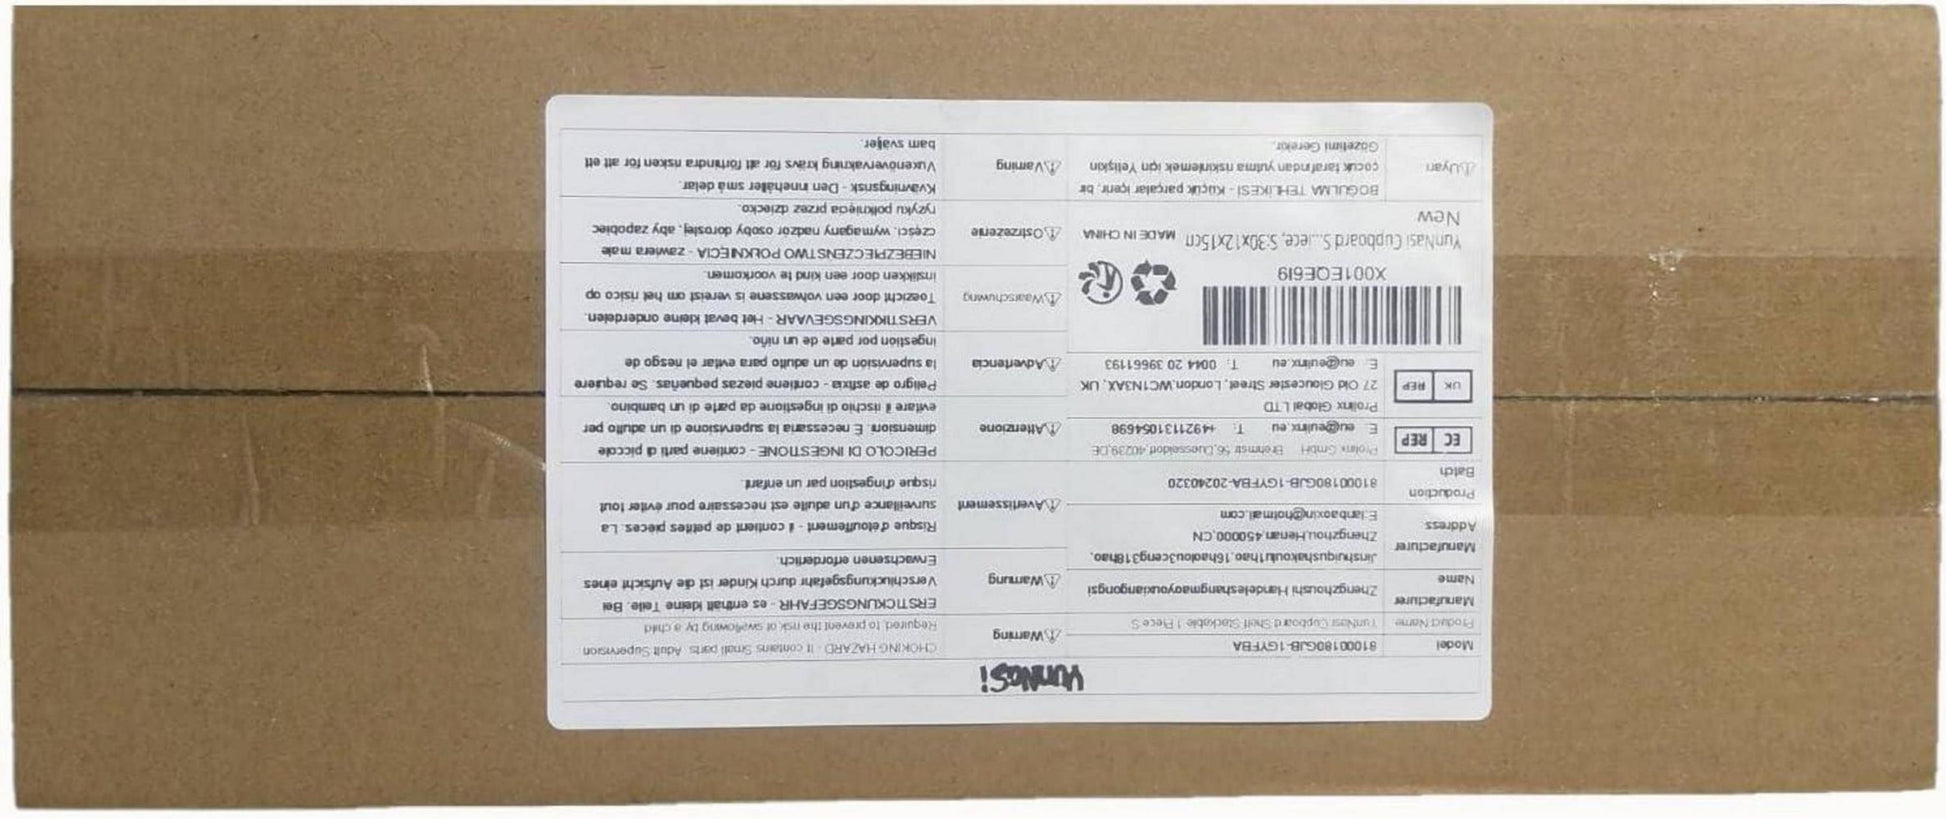 YunNasi
Model
81000180GJB-1GYFBA
Product Name
YunNasi Cupboard Shelf Stackable 1 Piece S
Manufacturer
Name
Zhengzhoushi Handeleshangmaoyouxiangongsi
Manufacturer
Address
Jinshuiqushakoulu1hao,16haolou3ceng318hao,
Zhengzhou,Henan,450000,CN
E:lanbaoxin@hotmail.com
Production
Batch
81000180GJB-1GYFBA-20240320
EC REP
Prolinx GmbH Brehmstr 56,Duesseldorf,40239,DE
E: eu@eulinx.eu T: +4921131054698
UK REP
Prolinx Global LTD
27 Old Gloucester Street, London,WC1N3AX, UK
E: eu@eulinx.eu T: 0044 20 39661193
X001EQE6I9
YunNasi Cupboard S...iece, S:30x12x15cm
New
MADE IN CHINA
⚠Uyarı
BOĞULMA TEHLİKESİ - Küçük parçalar içerir, bir
çocuk tarafından yutma riskiniemek için Yetişkin
Gözetimi Gerekir.
⚠Warning
CHOKING HAZARD - It contains Small parts. Adult Supervision
Required, to prevent the risk of swallowing by a child
⚠Warnung
ERSTICKUNGSGEFAHR - es enthält kleine Teile. Bei
Verschluckungsgefahr durch Kinder ist die Aufsicht eines
Erwachsenen erforderlich.
⚠Avertissement
Risque d'étouffement - il contient de petites pièces. La
surveillance d'un adulte est nécessaire pour éviter tout
risque d'ingestion par un enfant.
⚠Attenzione
PERICOLO DI INGESTIONE - contiene parti di piccole
dimensioni. È necessaria la supervisione di un adulto per
evitare il rischio di ingestione da parte di un bambino.
⚠Advertencia
Peligro de asfixia - contiene piezas pequeñas. Se requiere
la supervisión de un adulto para evitar el riesgo de
ingestión por parte de un niño.
⚠Waarschuwing
VERSTIKKINGSGEVAAR - Het bevat kleine onderdelen.
Toezicht door een volwassene is vereist om het risico op
inslikken door een kind te voorkomen.
⚠Ostrzeżenie
NIEBEZPIECZENSTWO POŁKNIĘCIA - zawiera małe
części, wymagany nadzór osoby dorosłej, aby zapobiec
ryzyku połknięcia przez dziecko.
⚠Varning
Kvävningsrisk - Den innehåller små delar.
Vuxenövervakning krävs för att förhindra risken för att ett
barn sväljer.